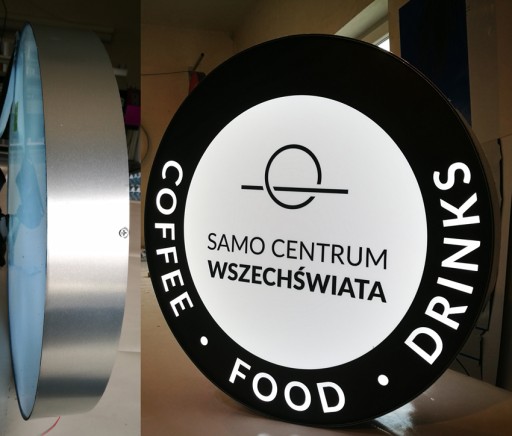 SAMO CENTRUM
WSZECHŚWIATA
COFFEE • FOOD • DRINKS